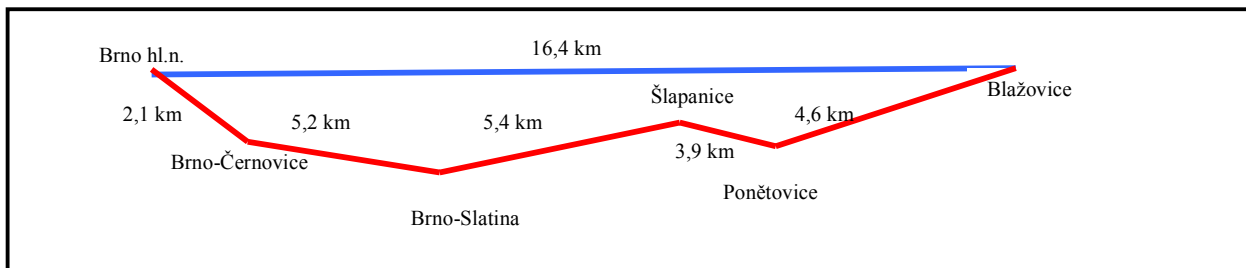 16,4 km
Brno hl.n.
Blažovice
Šlapanice
2,1 km
5,2 km
5,4 km
4,6 km
3,9 km
Brno-Černovice
Ponětovice
Brno-Slatina